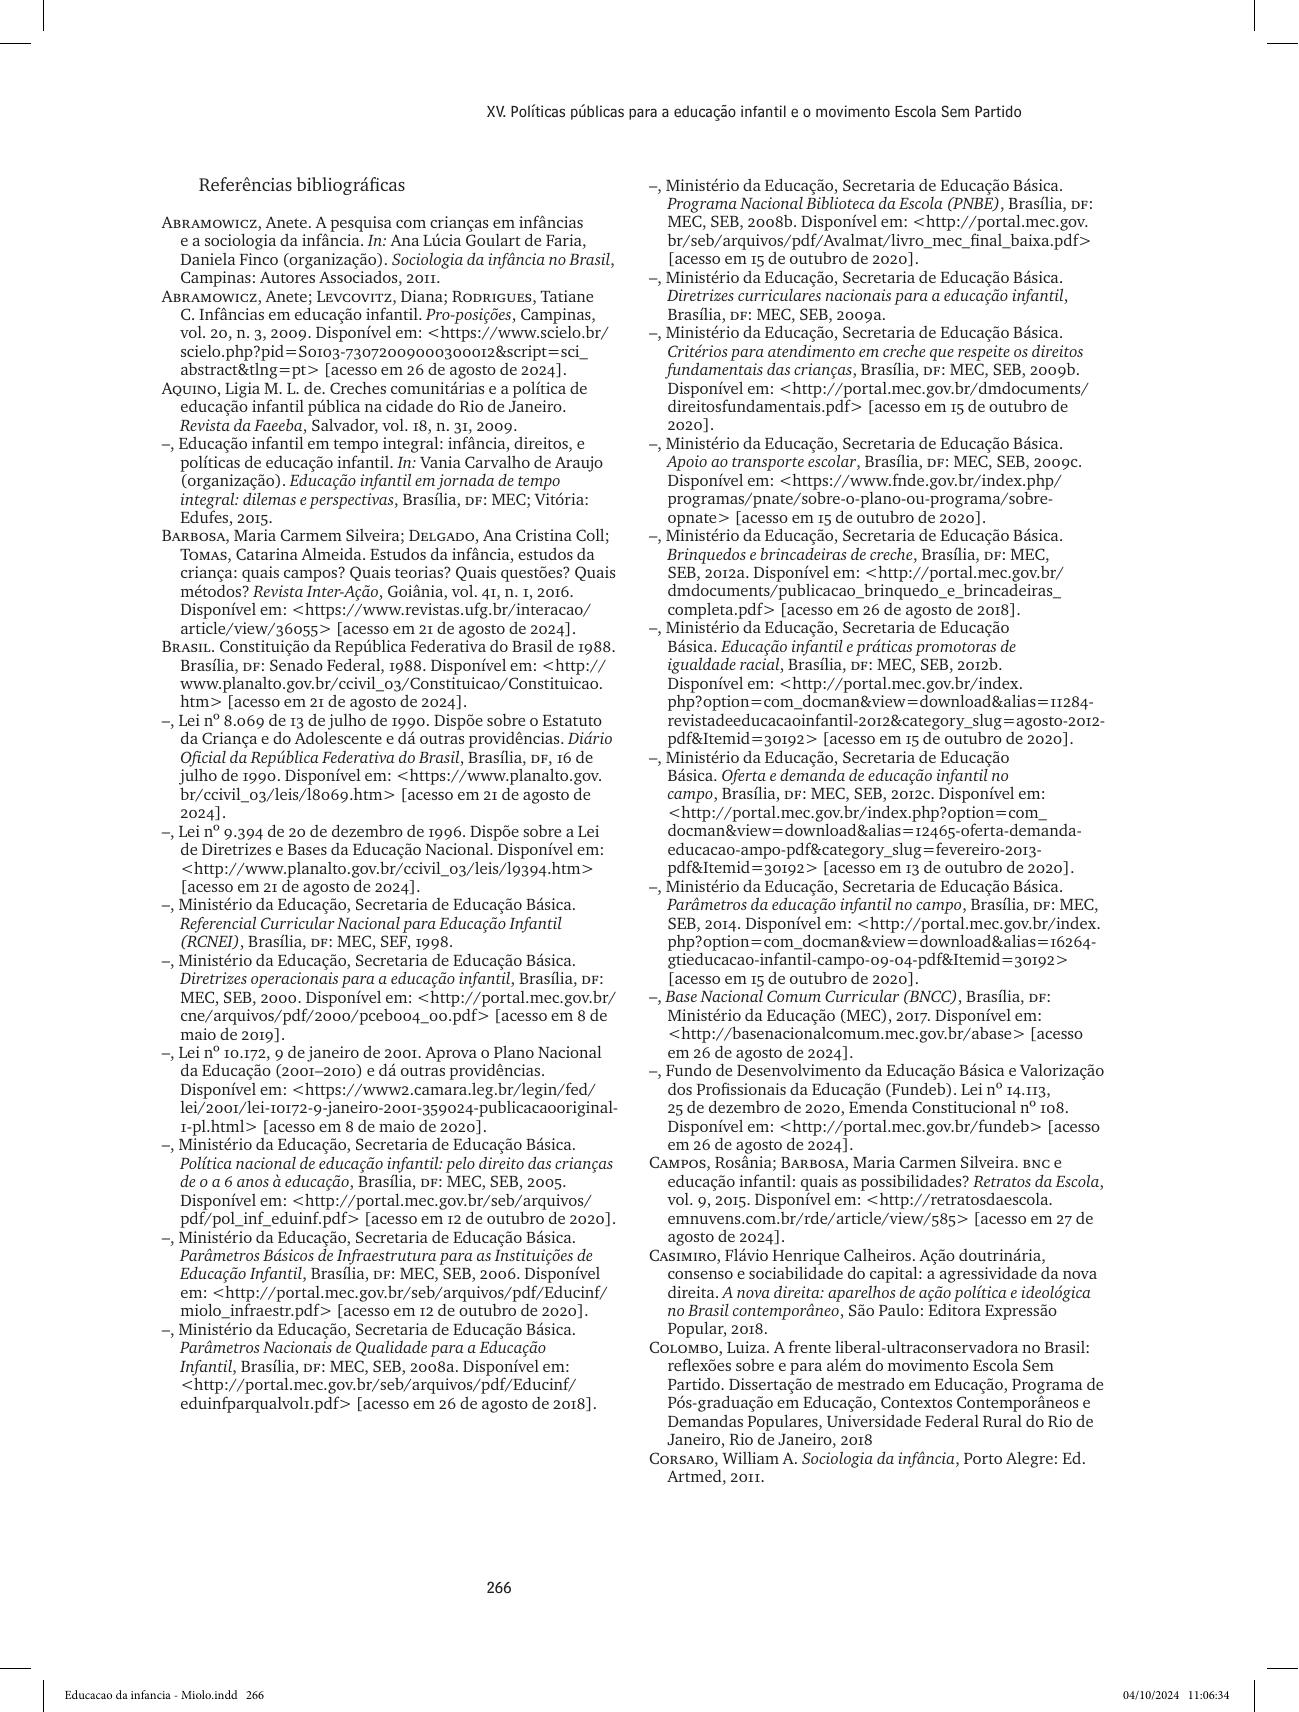 XV. Políticas públicas para a educação infantil e o movimento Escola Sem Partido
Referências bibliográficas
Abramowicz, Anete. A pesquisa com crianças em infâncias
e a sociologia da infância. In: Ana Lúcia Goulart de Faria,
Daniela Finco (organização). Sociologia da infância no Brasil,
Campinas: Autores Associados, 2011.
Abramowicz, Anete; Levcovitz, Diana; Rodrigues, Tatiane
C. Infâncias em educação infantil. Pro-posições, Campinas,
vol. 20, n. 3, 2009. Disponível em: <https://www.scielo.br/
scielo.php?pid=S0103-73072009000300012&script=sci_
abstract&tlng=pt> [acesso em 26 de agosto de 2024].
Aquino, Ligia M. L. de. Creches comunitárias e a política de
educação infantil pública na cidade do Rio de Janeiro.
Revista da Faeeba, Salvador, vol. 18, n. 31, 2009.
–, Educação infantil em tempo integral: infância, direitos, e
políticas de educação infantil. In: Vania Carvalho de Araujo
(organização). Educação infantil em jornada de tempo
integral: dilemas e perspectivas, Brasília, DF: MEC; Vitória:
Edufes, 2015.
Barbosa, Maria Carmem Silveira; Delgado, Ana Cristina Coll;
Tomas, Catarina Almeida. Estudos da infância, estudos da
criança: quais campos? Quais teorias? Quais questões? Quais
métodos? Revista Inter-Ação, Goiânia, vol. 41, n. 1, 2016.
Disponível em: <https://www.revistas.ufg.br/interacao/
article/view/36055> [acesso em 21 de agosto de 2024].
Brasil. Constituição da República Federativa do Brasil de 1988.
Brasília, DF: Senado Federal, 1988. Disponível em: <http://
www.planalto.gov.br/ccivil_03/Constituicao/Constituicao.
htm> [acesso em 21 de agosto de 2024].
–, Lei nº 8.069 de 13 de julho de 1990. Dispõe sobre o Estatuto
da Criança e do Adolescente e dá outras providências. Diário
Oficial da República Federativa do Brasil, Brasília, DF, 16 de
julho de 1990. Disponível em: <https://www.planalto.gov.
br/ccivil_03/leis/l8069.htm> [acesso em 21 de agosto de
2024].
–, Lei nº 9.394 de 20 de dezembro de 1996. Dispõe sobre a Lei
de Diretrizes e Bases da Educação Nacional. Disponível em:
<http://www.planalto.gov.br/ccivil_03/leis/l9394.htm>
[acesso em 21 de agosto de 2024].
–, Ministério da Educação, Secretaria de Educação Básica.
Referencial Curricular Nacional para Educação Infantil
(RCNEI), Brasília, DF: MEC, SEF, 1998.
–, Ministério da Educação, Secretaria de Educação Básica.
Diretrizes operacionais para a educação infantil, Brasília, DF:
MEC, SEB, 2000. Disponível em: <http://portal.mec.gov.br/
cne/arquivos/pdf/2000/pceb004_00.pdf> [acesso em 8 de
maio de 2019].
–, Lei nº 10.172, 9 de janeiro de 2001. Aprova o Plano Nacional
da Educação (2001–2010) e dá outras providências.
Disponível em: <https://www2.camara.leg.br/legin/fed/
lei/2001/lei-10172-9-janeiro-2001-359024-publicacaooriginal-
1-pl.html> [acesso em 8 de maio de 2020].
–, Ministério da Educação, Secretaria de Educação Básica.
Política nacional de educação infantil: pelo direito das crianças
de 0 a 6 anos à educação, Brasília, DF: MEC, SEB, 2005.
Disponível em: <http://portal.mec.gov.br/seb/arquivos/
pdf/pol_inf_eduinf.pdf> [acesso em 12 de outubro de 2020].
–, Ministério da Educação, Secretaria de Educação Básica.
Parâmetros Básicos de Infraestrutura para as Instituições de
Educação Infantil, Brasília, DF: MEC, SEB, 2006. Disponível
em: <http://portal.mec.gov.br/seb/arquivos/pdf/Educinf/
miolo_infraestr.pdf> [acesso em 12 de outubro de 2020].
–, Ministério da Educação, Secretaria de Educação Básica.
Parâmetros Nacionais de Qualidade para a Educação
Infantil, Brasília, DF: MEC, SEB, 2008a. Disponível em:
<http://portal.mec.gov.br/seb/arquivos/pdf/Educinf/
eduinfparqualvol1.pdf> [acesso em 26 de agosto de 2018].
–, Ministério da Educação, Secretaria de Educação Básica.
Programa Nacional Biblioteca da Escola (PNBE), Brasília, DF:
MEC, SEB, 2008b. Disponível em: <http://portal.mec.gov.
br/seb/arquivos/pdf/Avalmat/livro_mec_final_baixa.pdf>
[acesso em 15 de outubro de 2020].
–, Ministério da Educação, Secretaria de Educação Básica.
Diretrizes curriculares nacionais para a educação infantil,
Brasília, DF: MEC, SEB, 2009a.
–, Ministério da Educação, Secretaria de Educação Básica.
Critérios para atendimento em creche que respeite os direitos
fundamentais das crianças, Brasília, DF: MEC, SEB, 2009b.
Disponível em: <http://portal.mec.gov.br/dmdocuments/
direitosfundamentais.pdf> [acesso em 15 de outubro de
2020].
–, Ministério da Educação, Secretaria de Educação Básica.
Apoio ao transporte escolar, Brasília, DF: MEC, SEB, 2009c.
Disponível em: <https://www.fnde.gov.br/index.php/
programas/pnate/sobre-o-plano-ou-programa/sobre-
opnate> [acesso em 15 de outubro de 2020].
–, Ministério da Educação, Secretaria de Educação Básica.
Brinquedos e brincadeiras de creche, Brasília, DF: MEC,
SEB, 2012a. Disponível em: <http://portal.mec.gov.br/
dmdocuments/publicacao_brinquedo_e_brincadeiras_
completa.pdf> [acesso em 26 de agosto de 2018].
–, Ministério da Educação, Secretaria de Educação
Básica. Educação infantil e práticas promotoras de
igualdade racial, Brasília, DF: MEC, SEB, 2012b.
Disponível em: <http://portal.mec.gov.br/index.
php?option=com_docman&view=download&alias=11284-
revistadeeducacaoinfantil-2012&category_slug=agosto-2012-
pdf&Itemid=30192> [acesso em 15 de outubro de 2020].
–, Ministério da Educação, Secretaria de Educação
Básica. Oferta e demanda de educação infantil no
campo, Brasília, DF: MEC, SEB, 2012c. Disponível em:
<http://portal.mec.gov.br/index.php?option=com_
docman&view=download&alias=12465-oferta-demanda-
educacao-ampo-pdf&category_slug=fevereiro-2013-
pdf&Itemid=30192> [acesso em 13 de outubro de 2020].
–, Ministério da Educação, Secretaria de Educação Básica.
Parâmetros da educação infantil no campo, Brasília, DF: MEC,
SEB, 2014. Disponível em: <http://portal.mec.gov.br/index.
php?option=com_docman&view=download&alias=16264-
gtieducacao-infantil-campo-09-04-pdf&Itemid=30192>
[acesso em 15 de outubro de 2020].
–, Base Nacional Comum Curricular (BNCC), Brasília, DF:
Ministério da Educação (MEC), 2017. Disponível em:
<http://basenacionalcomum.mec.gov.br/abase> [acesso
em 26 de agosto de 2024].
–, Fundo de Desenvolvimento da Educação Básica e Valorização
dos Profissionais da Educação (Fundeb). Lei nº 14.113,
25 de dezembro de 2020, Emenda Constitucional nº 108.
Disponível em: <http://portal.mec.gov.br/fundeb> [acesso
em 26 de agosto de 2024].
Campos, Rosânia; Barbosa, Maria Carmen Silveira. BNC e
educação infantil: quais as possibilidades? Retratos da Escola,
vol. 9, 2015. Disponível em: <http://retratosdaescola.
emnuvens.com.br/rde/article/view/585> [acesso em 27 de
agosto de 2024].
Casimiro, Flávio Henrique Calheiros. Ação doutrinária,
consenso e sociabilidade do capital: a agressividade da nova
direita. A nova direita: aparelhos de ação política e ideológica
no Brasil contemporâneo, São Paulo: Editora Expressão
Popular, 2018.
Colombo, Luiza. A frente liberal-ultraconservadora no Brasil:
reflexões sobre e para além do movimento Escola Sem
Partido. Dissertação de mestrado em Educação, Programa de
Pós-graduação em Educação, Contextos Contemporâneos e
Demandas Populares, Universidade Federal Rural do Rio de
Janeiro, Rio de Janeiro, 2018
Corsaro, William A. Sociologia da infância, Porto Alegre: Ed.
Artmed, 2011.
266
Educacao da infancia - Miolo.indd 266
04/10/2024 11:06:34